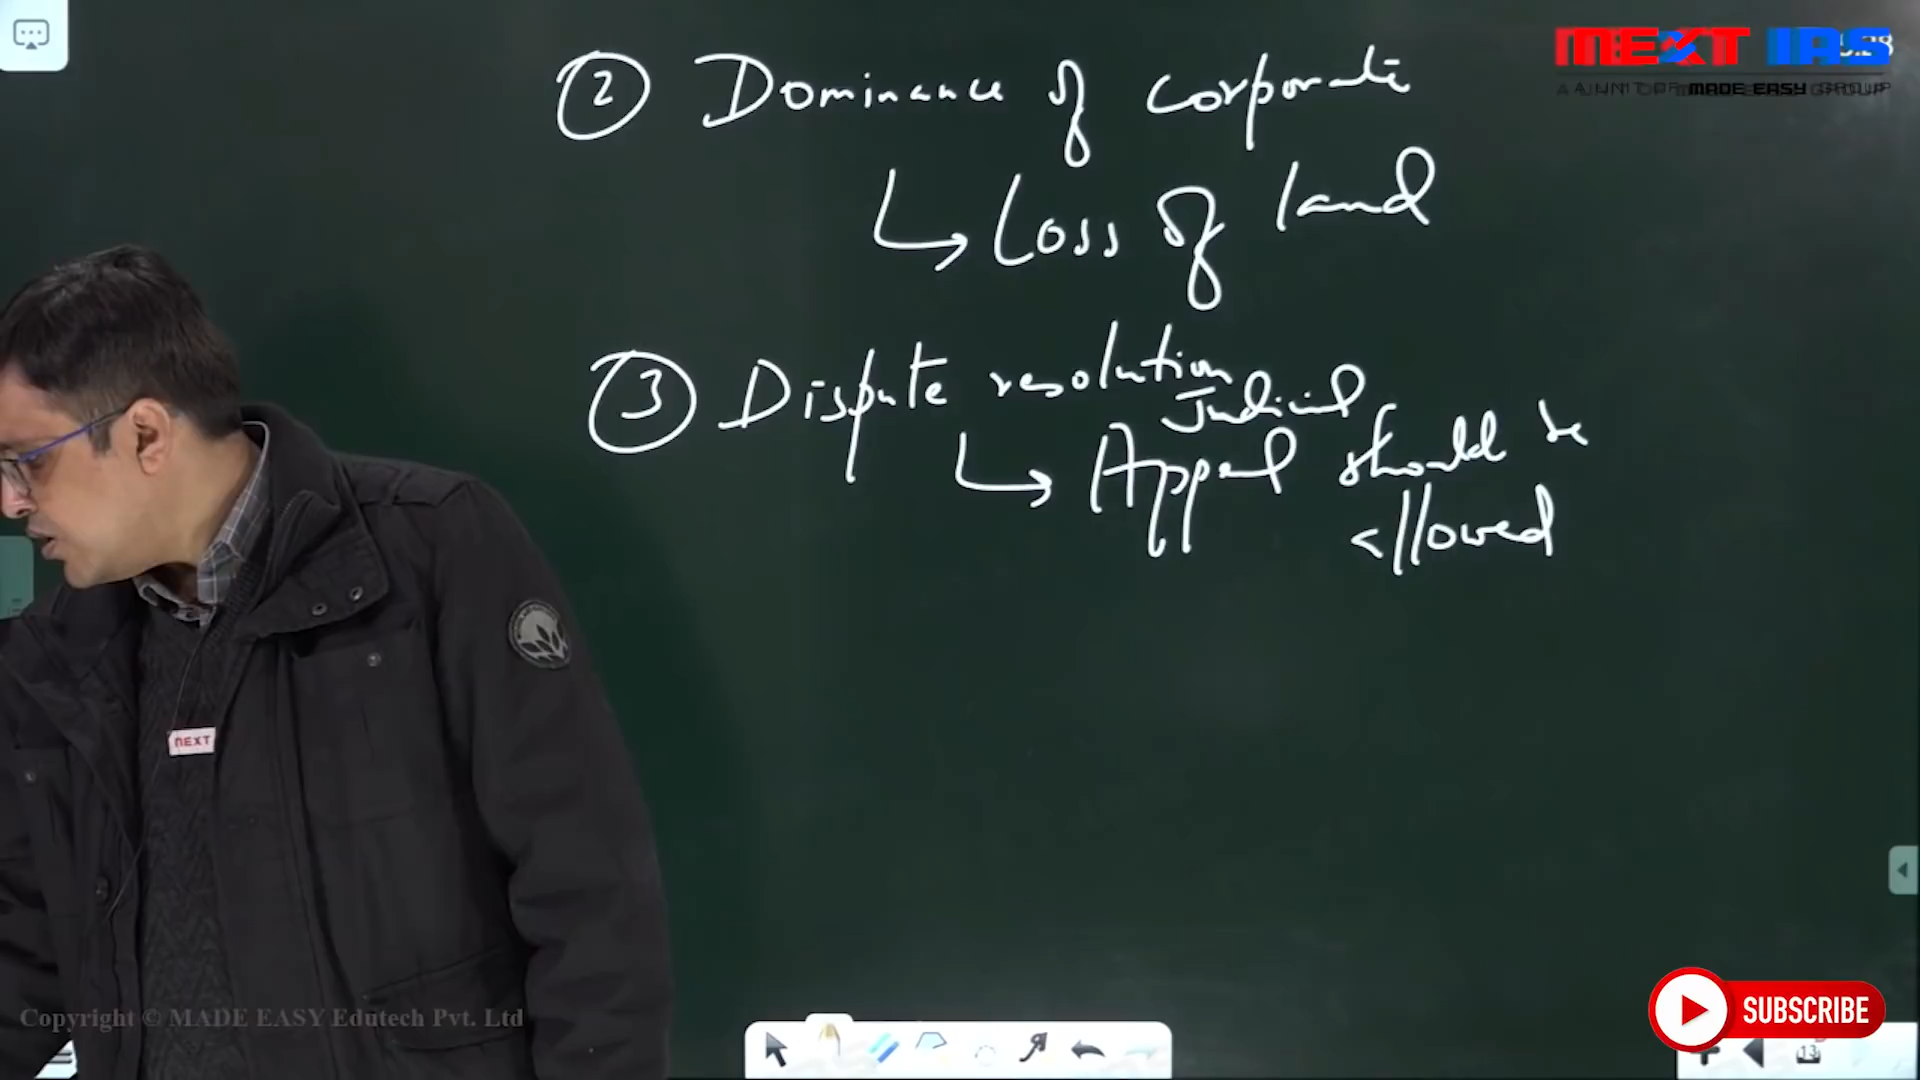 NEXT IAS
MADE EASY
② Dominance of corporate
Loss of land
③ Dispute resolution
Judicial
Appeal should be
allowed
NEXT
Copyright © MADE EASY Edutech Pvt. Ltd
SUBSCRIBE
13